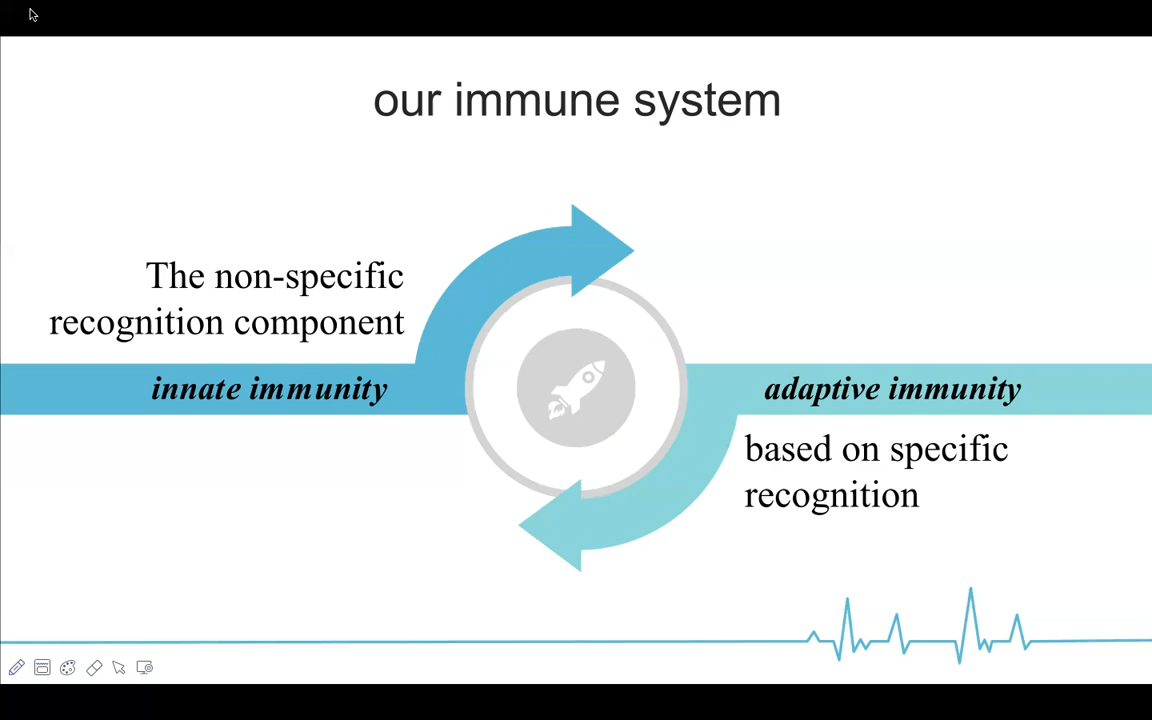 our immune system
The non-specific
recognition component
innate immunity
adaptive immunity
based on specific
recognition